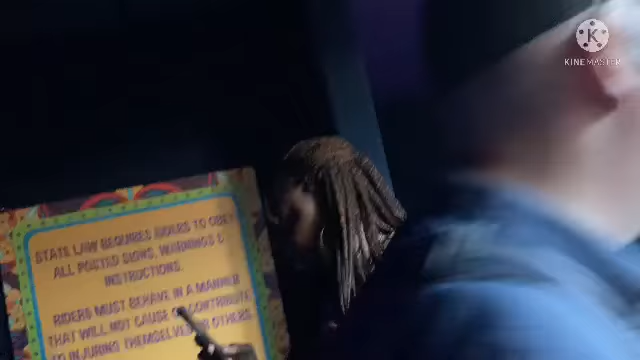 KINEMASTER
STATE LAW REQUIRES RIDERS TO OBEY
ALL POSTED SIGNS, WARNINGS &
INSTRUCTIONS.
RIDERS MUST BEHAVE IN A MANNER
THAT WILL NOT CAUSE OR CONTRIBUTE
TO INJURING THEMSELVES OR OTHERS.